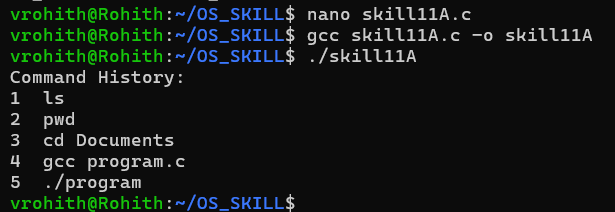 vrohith@Rohith:~/OS_SKILL$ nano skill11A.c
vrohith@Rohith:~/OS_SKILL$ gcc skill11A.c -o skill11A
vrohith@Rohith:~/OS_SKILL$ ./skill11A
Command History:
1  ls
2  pwd
3  cd Documents
4  gcc program.c
5  ./program
vrohith@Rohith:~/OS_SKILL$